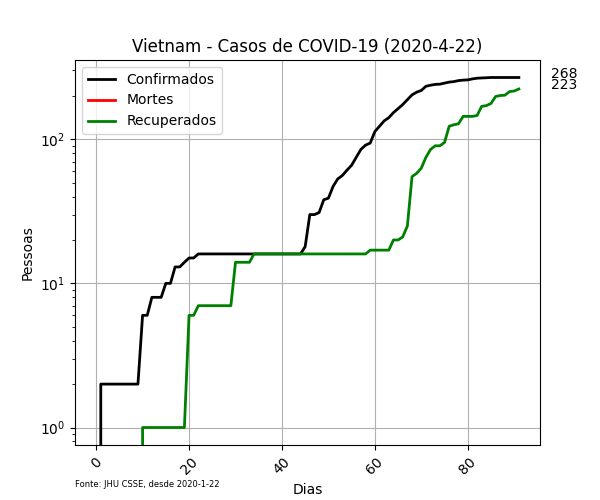 Vietnam - Casos de COVID-19 (2020-4-22)
Confirmados
Mortes
Recuperados
268
223
10²
10¹
10⁰
Pessoas
0 20 40 60 80
Dias
Fonte: JHU CSSE, desde 2020-1-22